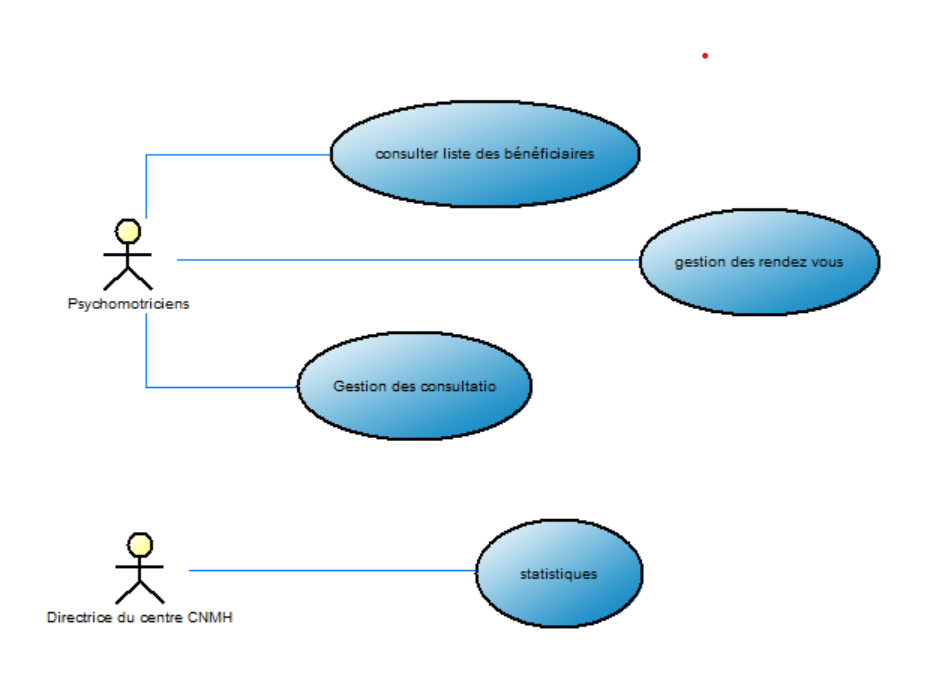 consulter liste des bénéficiaires
gestion des rendez vous
Psychomotriciens
Gestion des consultatio
statistiques
Directrice du centre CNMH